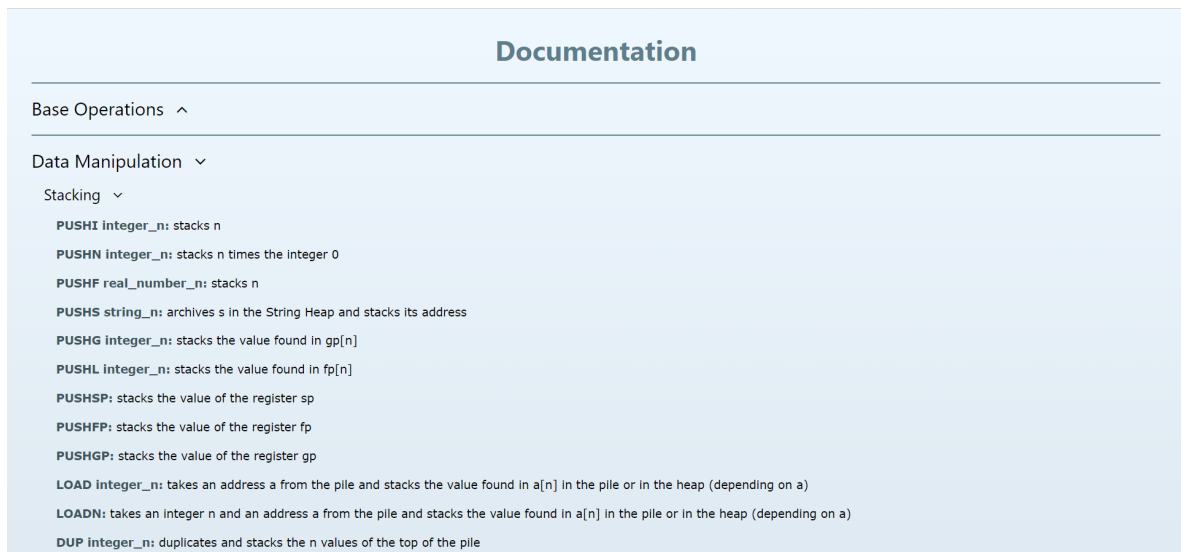 Documentation
Base Operations
Data Manipulation
Stacking
PUSHI integer_n: stacks n
PUSHN integer_n: stacks n times the integer 0
PUSHF real_number_n: stacks n
PUSHS string_n: archives s in the String Heap and stacks its address
PUSHG integer_n: stacks the value found in gp[n]
PUSHL integer_n: stacks the value found in fp[n]
PUSHSP: stacks the value of the register sp
PUSHFP: stacks the value of the register fp
PUSHGP: stacks the value of the register gp
LOAD integer_n: takes an address a from the pile and stacks the value found in a[n] in the pile or in the heap (depending on a)
LOADN: takes an integer n and an address a from the pile and stacks the value found in a[n] in the pile or in the heap (depending on a)
DUP integer_n: duplicates and stacks the n values of the top of the pile